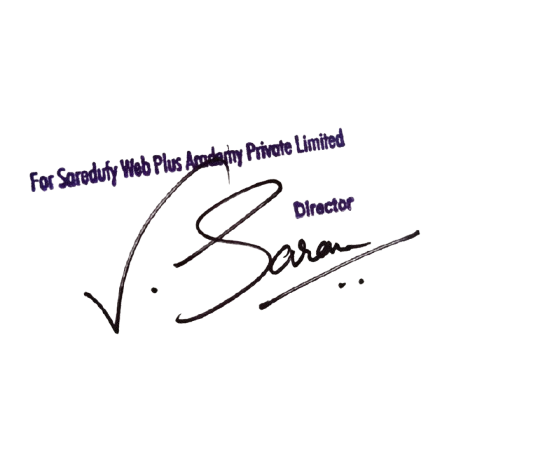 For Saredufy Web Plus Academy Private Limited
Director
V. Saran